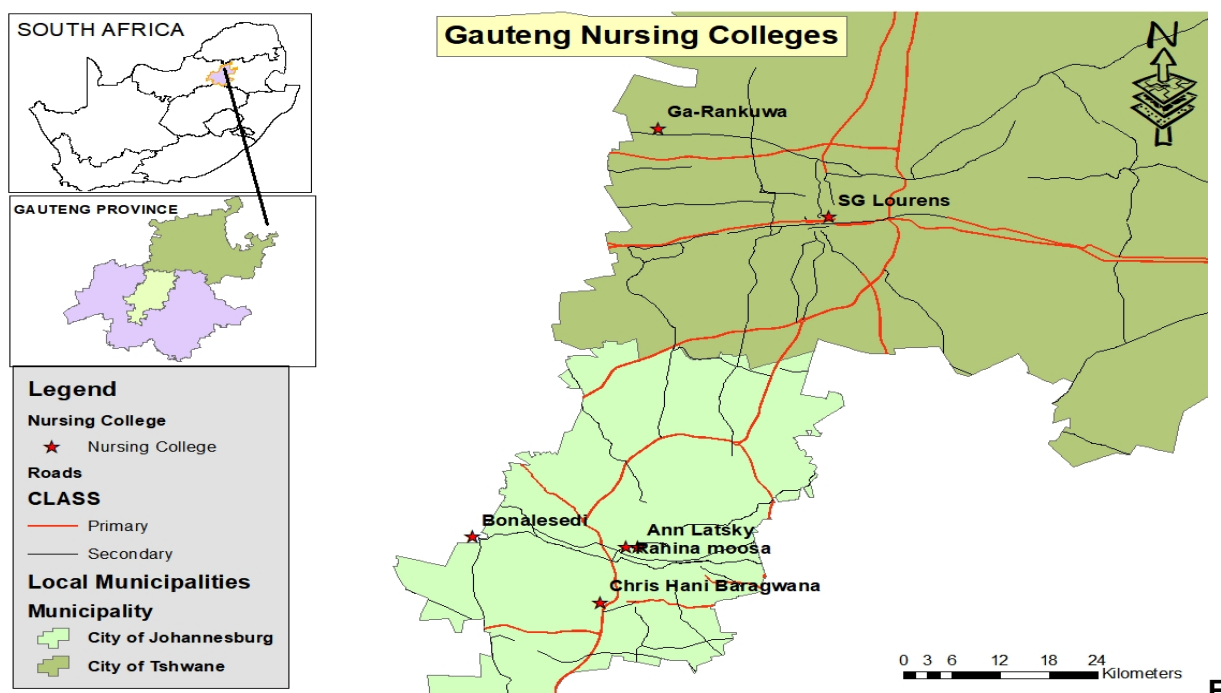 SOUTH AFRICA
Gauteng Nursing Colleges
N
Ga-Rankuwa
SG Lourens
GAUTENG PROVINCE
Legend
Nursing College
Nursing College
Roads
CLASS
Primary
Secondary
Local Municipalities
Municipality
City of Johannesburg
City of Tshwane
Bonalesedi
Ann Latsky
Rahina moosa
Chris Hani Baragwana
0 3 6 12 18 24
Kilometers